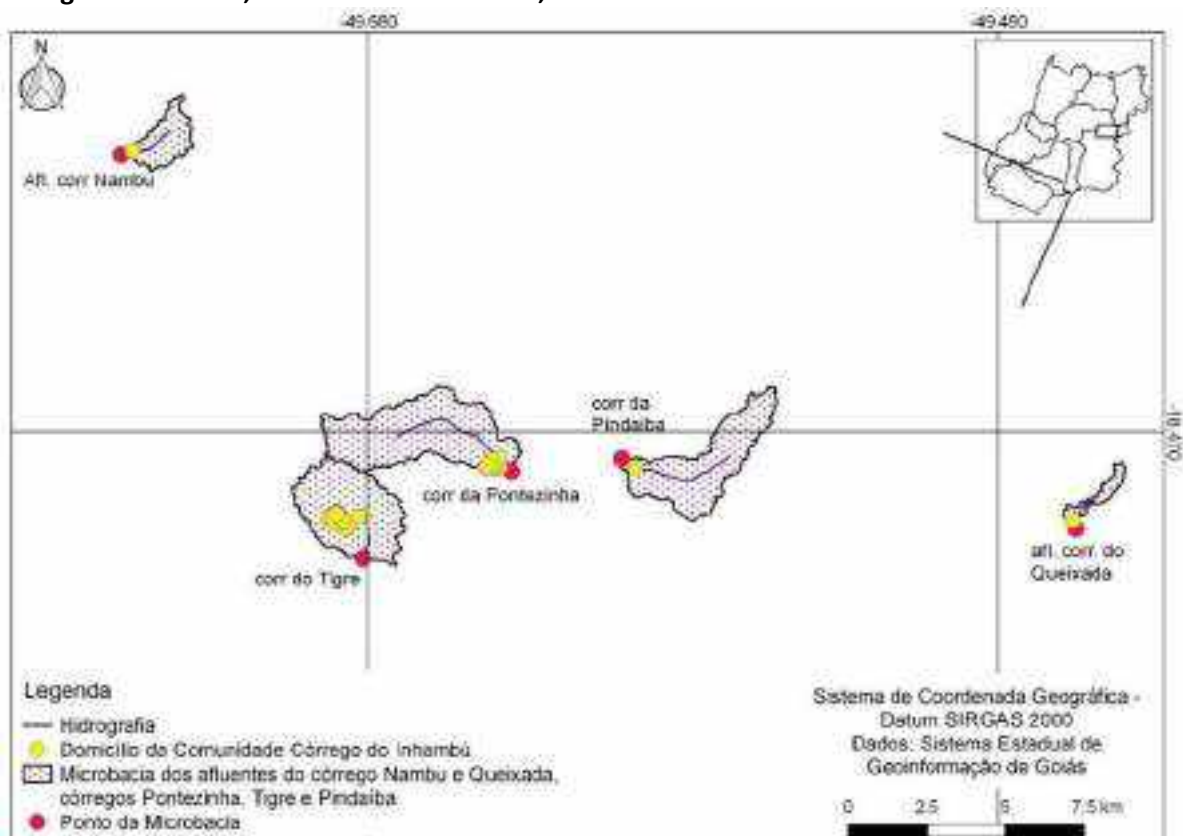 -49.680
-49.490
N
Afl. corr Nambu
corr da
Pindaíba
-18.470
corr da Pontezinha
corr do Tigre
afl. corr. do
Queixada
Legenda
Hidrografia
Domicílio da Comunidade Córrego do Inhambú
Microbacia dos afluentes do córrego Nambu e Queixada,
córregos Pontezinha, Tigre e Pindaíba
Ponto da Microbacia
Sistema de Coordenada Geográfica -
Datum SIRGAS 2000
Dados: Sistema Estadual de
Geoinformação de Goiás
0 2.5 5 7.5 km